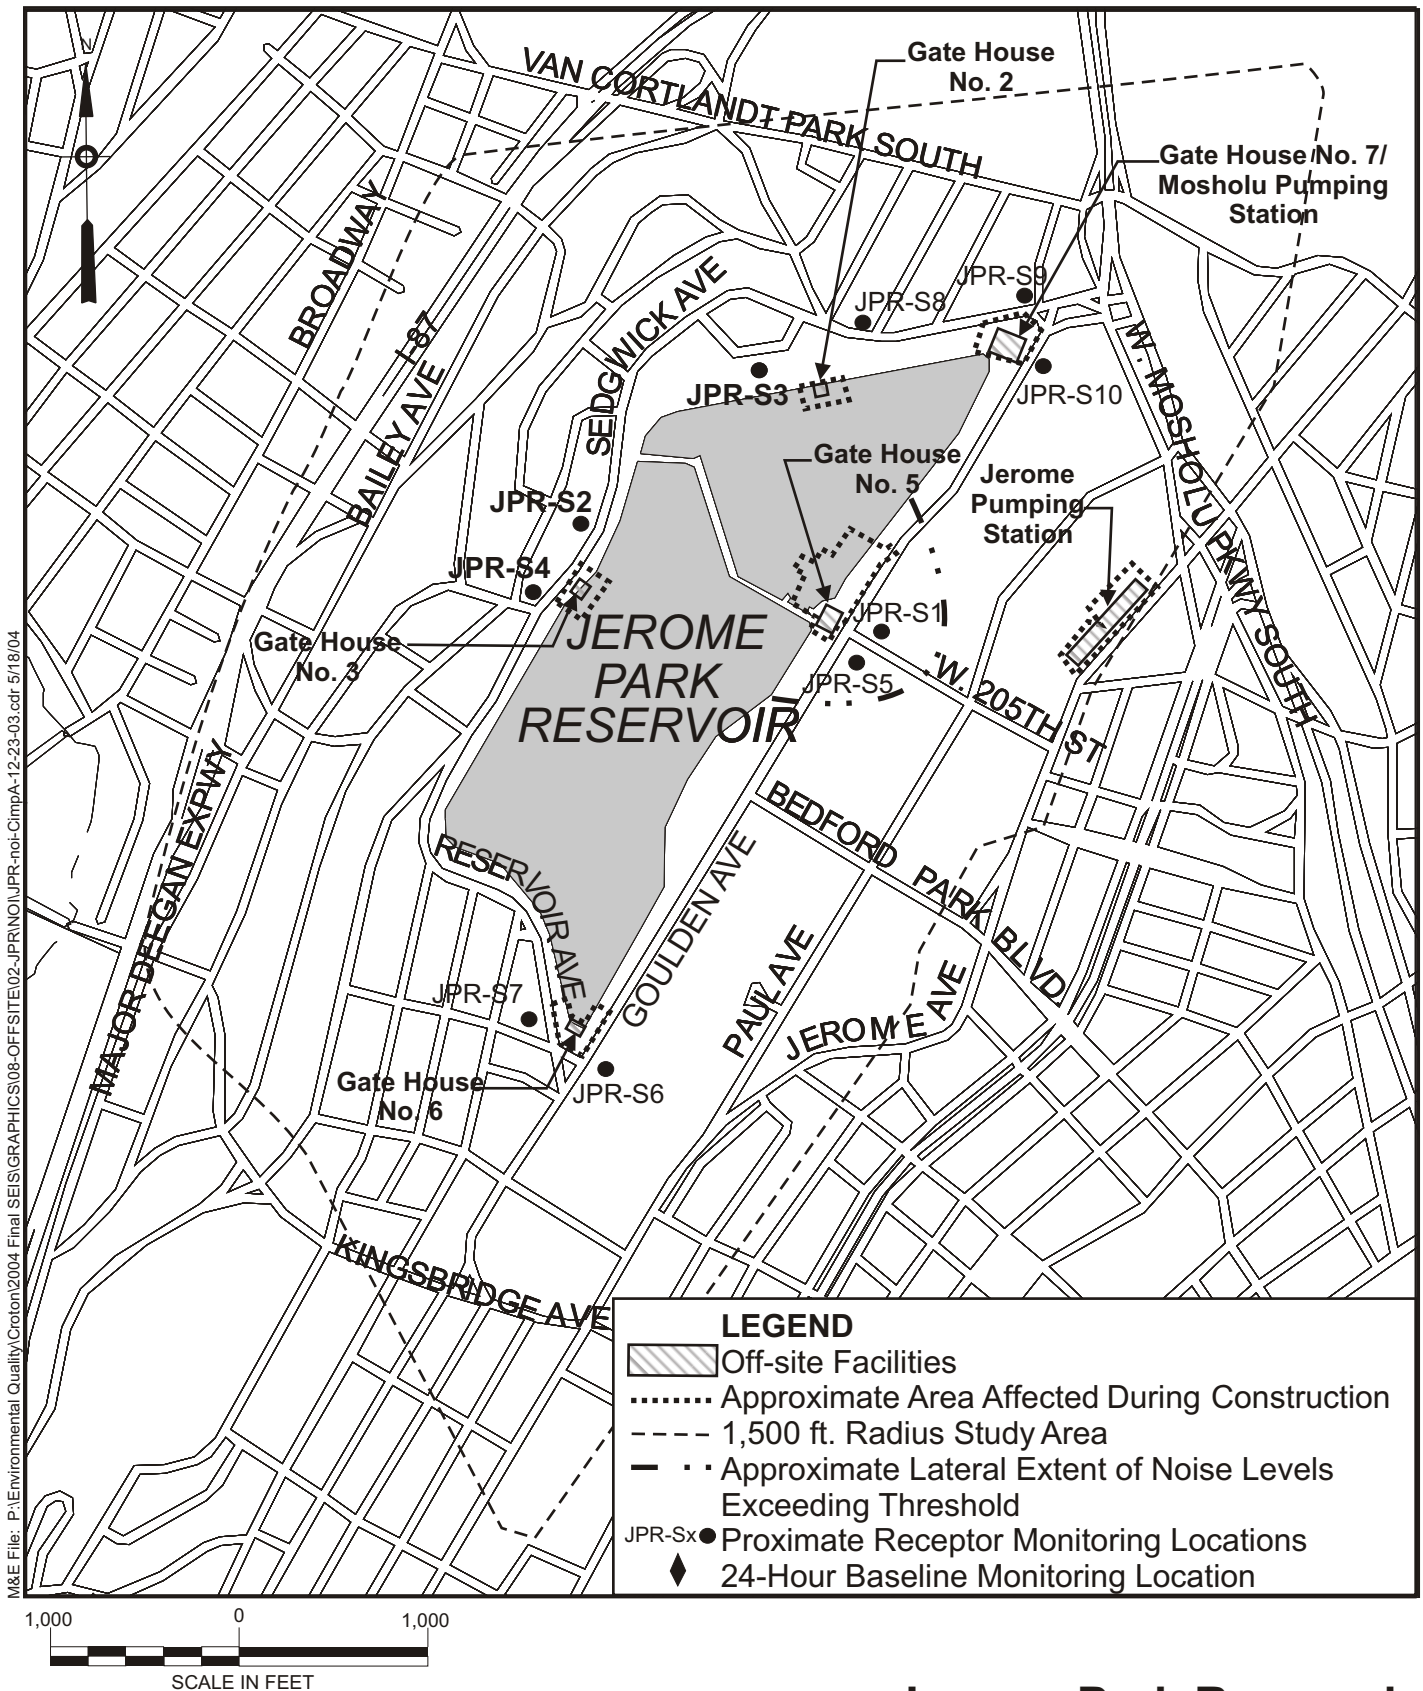 N
VAN CORTLANDT PARK SOUTH
Gate House
No. 2
Gate House No. 7/
Mosholu Pumping
Station
BROADWAY
I-87
BAILEY AVE
SEDGWICK AVE
JPR-S9
JPR-S8
JPR-S3
JPR-S10
W. MOSHOLU PKWY SOUTH
Gate House
No. 5
Jerome
Pumping
Station
JPR-S2
JPR-S4
Gate House
No. 3
JEROME
PARK
RESERVOIR
JPR-S1
JPR-S5
W. 205TH ST
MAJOR DEEGAN EXPWY
BEDFORD PARK BLVD.
RESERVOIR AVE
GOULDEN AVE
PAUL AVE
JEROME AVE
JPR-S7
Gate House
No. 6
JPR-S6
KINGSBRIDGE AVE
LEGEND
Off-site Facilities
Approximate Area Affected During Construction
1,500 ft. Radius Study Area
Approximate Lateral Extent of Noise Levels
Exceeding Threshold
JPR-Sx Proximate Receptor Monitoring Locations
24-Hour Baseline Monitoring Location
M&E File: P:\Environmental Quality\Croton\2004 Final SEIS\GRAPHICS\08-OFFSITE\02-JPR\NOI\JPR-noi-CimpA-12-23-03.cdr 5/18/04
1,000 0 1,000
SCALE IN FEET